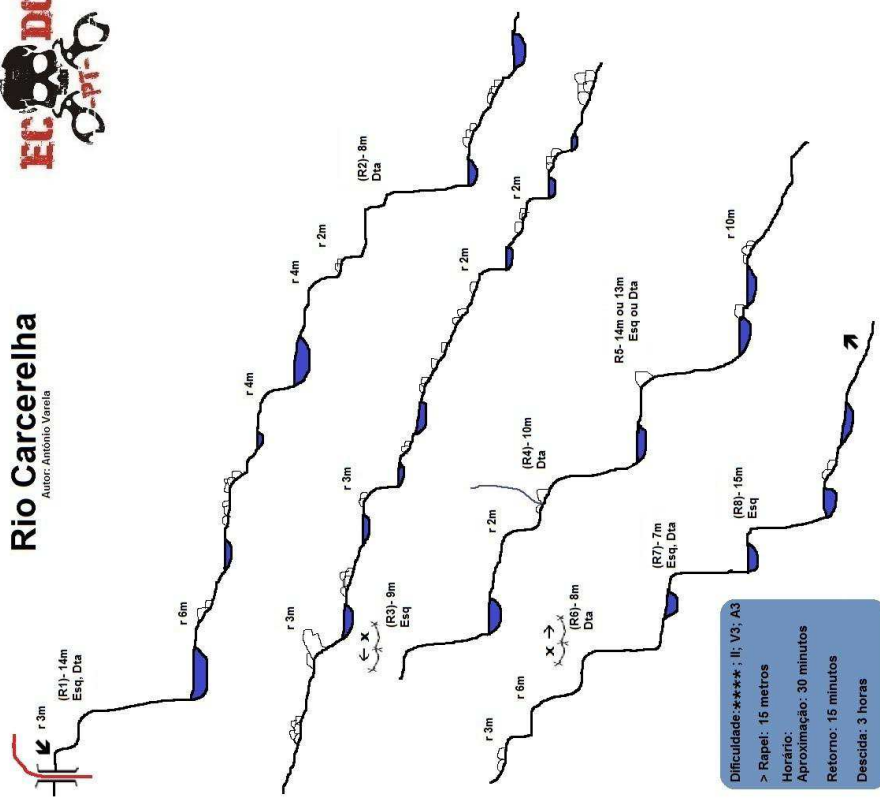 EC DC
-PT-
Rio Carcerelha
Autor: António Varela
r 3m
(R1)- 14m
Esq, Dta
r 6m
r 4m
r 4m
r 2m
(R2)- 8m
Dta
r 3m
r 3m
r 2m
r 2m
← x
(R3)- 9m
Esq
r 2m
(R4)- 10m
Dta
R5- 14m ou 13m
Esq ou Dta
r 10m
r 3m
r 6m
x →
(R6)- 8m
Dta
(R7)- 7m
Esq, Dta
(R8)- 15m
Esq
Dificuldade:**** ; II; V3; A3
> Rapel: 15 metros
Horário:
Aproximação: 30 minutos
Retorno: 15 minutos
Descida: 3 horas